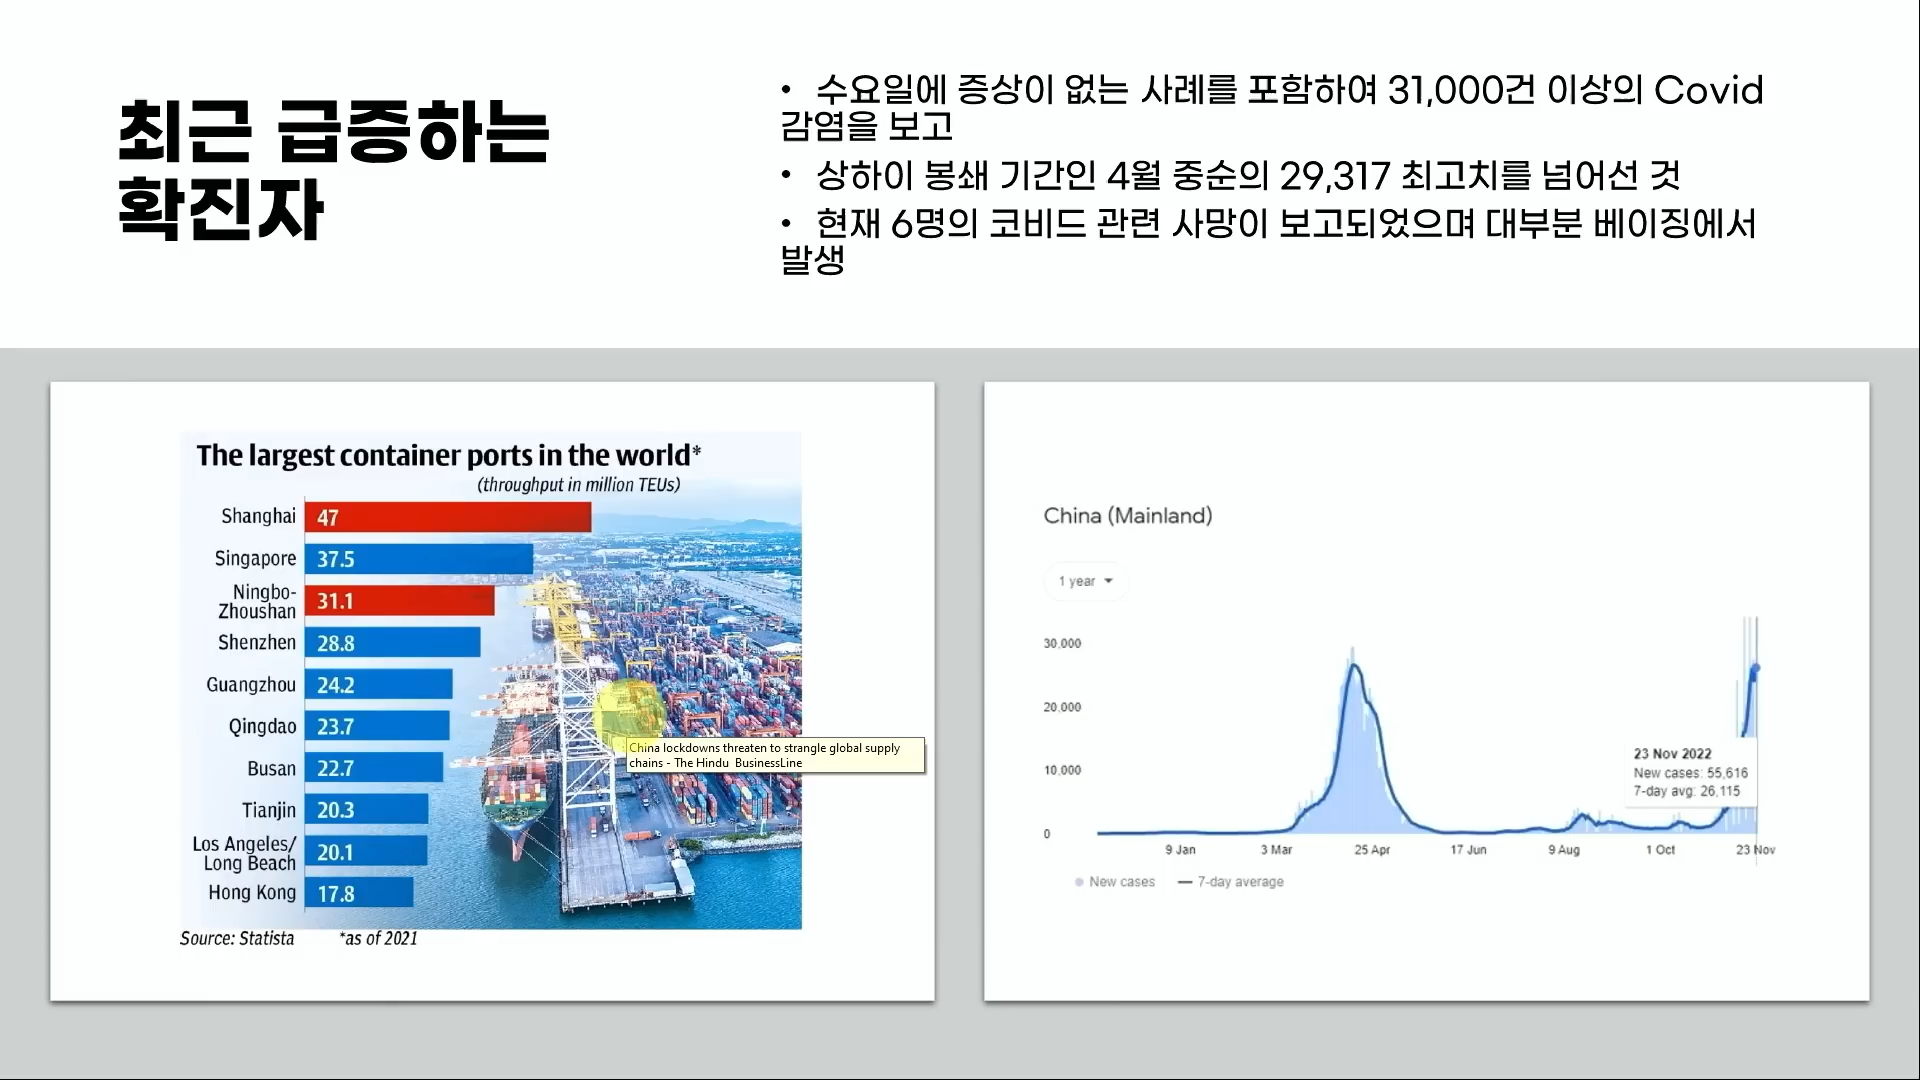 최근 급증하는
확진자
• 수요일에 증상이 없는 사례를 포함하여 31,000건 이상의 Covid
감염을 보고
• 상하이 봉쇄 기간인 4월 중순의 29,317 최고치를 넘어선 것
• 현재 6명의 코비드 관련 사망이 보고되었으며 대부분 베이징에서
발생
The largest container ports in the world*
(throughput in million TEUs)
Shanghai 47
Singapore 37.5
Ningbo-
Zhoushan 31.1
Shenzhen 28.8
Guangzhou 24.2
Qingdao 23.7
Busan 22.7
Tianjin 20.3
Los Angeles/
Long Beach 20.1
Hong Kong 17.8
Source: Statista *as of 2021
China lockdowns threaten to strangle global supply
chains - The Hindu BusinessLine
China (Mainland)
1 year
30,000
20,000
10,000
0
23 Nov 2022
New cases: 55,616
7-day avg: 26,115
9 Jan 3 Mar 25 Apr 17 Jun 9 Aug 1 Oct 23 Nov
New cases 7-day average